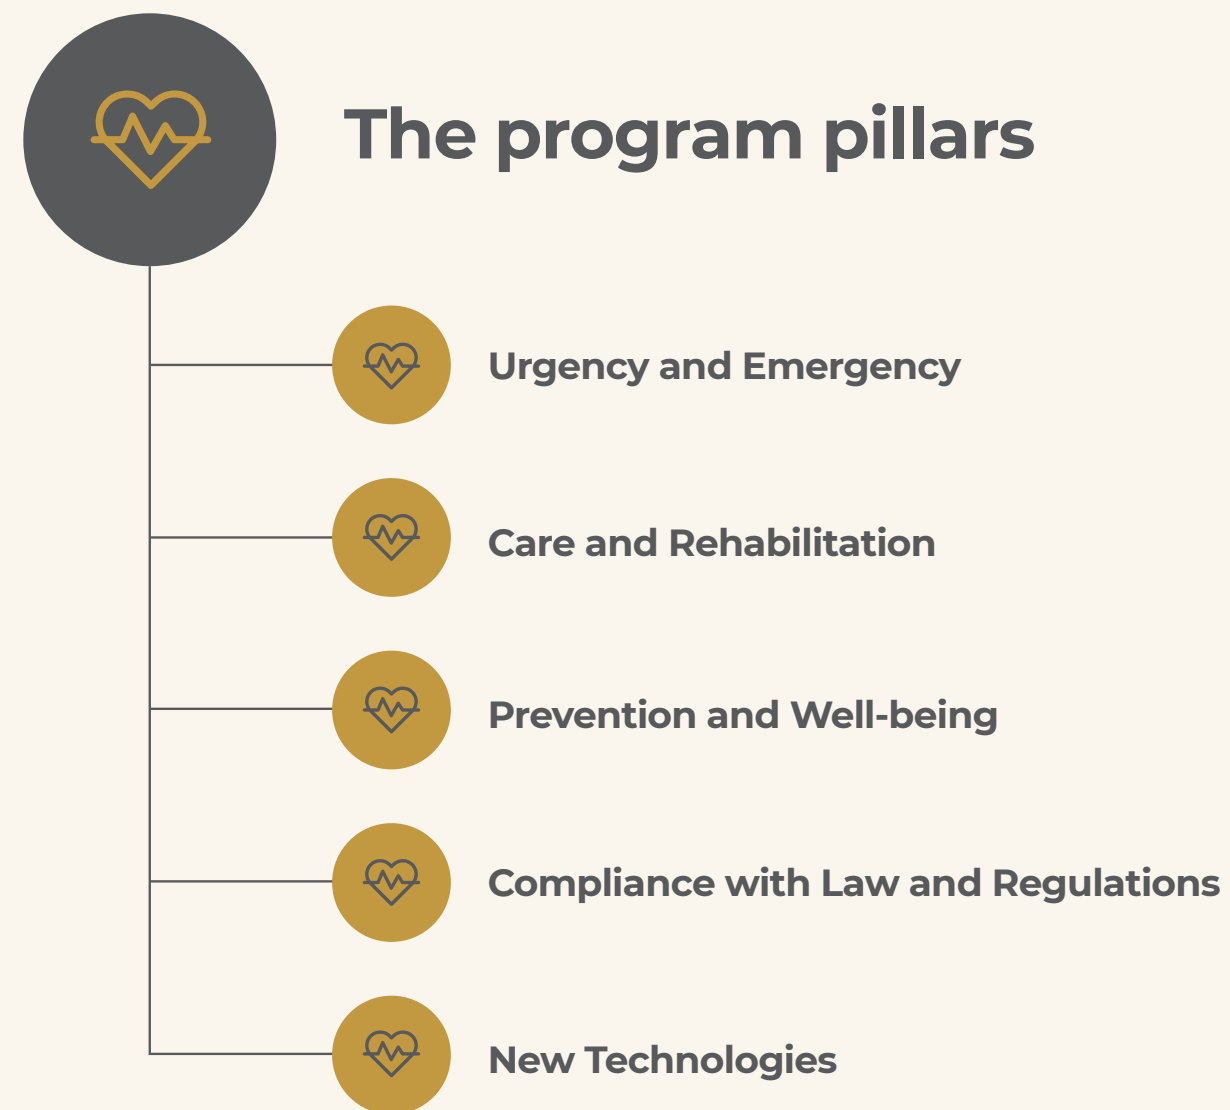 The program pillars
Urgency and Emergency
Care and Rehabilitation
Prevention and Well-being
Compliance with Law and Regulations
New Technologies